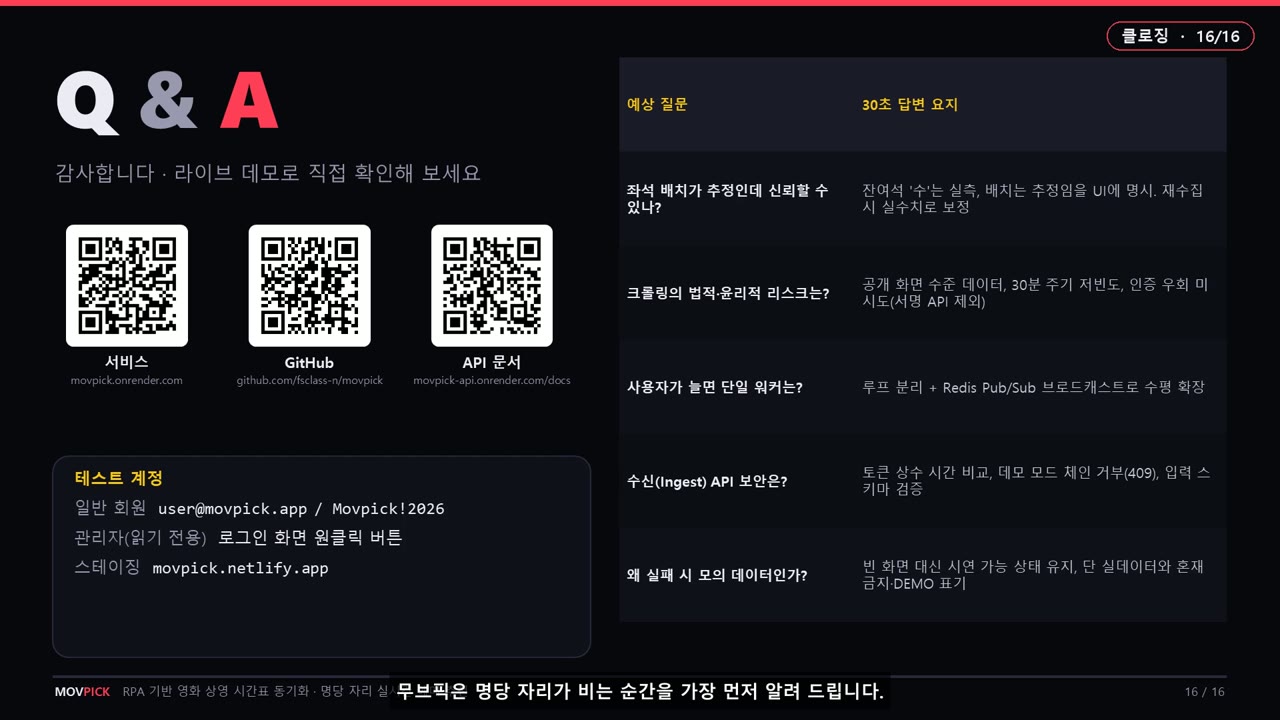 클로징 · 16/16
Q & A
감사합니다 · 라이브 데모로 직접 확인해 보세요
서비스
movpick.onrender.com
GitHub
github.com/fsclass-n/movpick
API 문서
movpick-api.onrender.com/docs
테스트 계정
일반 회원 user@movpick.app / Movpick!2026
관리자(읽기 전용) 로그인 화면 원클릭 버튼
스테이징 movpick.netlify.app
예상 질문
30초 답변 요지
좌석 배치가 추정인데 신뢰할 수
있나?
잔여석 '수'는 실측, 배치는 추정임을 UI에 명시. 재수집
시 실수치로 보정
크롤링의 법적·윤리적 리스크는?
공개 화면 수준 데이터, 30분 주기 저빈도, 인증 우회 미
시도(서명 API 제외)
사용자가 늘면 단일 워커는?
루프 분리 + Redis Pub/Sub 브로드캐스트로 수평 확장
수신(Ingest) API 보안은?
토큰 상수 시간 비교, 데모 모드 체인 거부(409), 입력 스
키마 검증
왜 실패 시 모의 데이터인가?
빈 화면 대신 시연 가능 상태 유지, 단 실데이터와 혼재
금지·DEMO 표기
MOVPICK RPA 기반 영화 상영 시간표 동기화 · 명당 자리
무브픽은 명당 자리가 비는 순간을 가장 먼저 알려 드립니다.
16 / 16